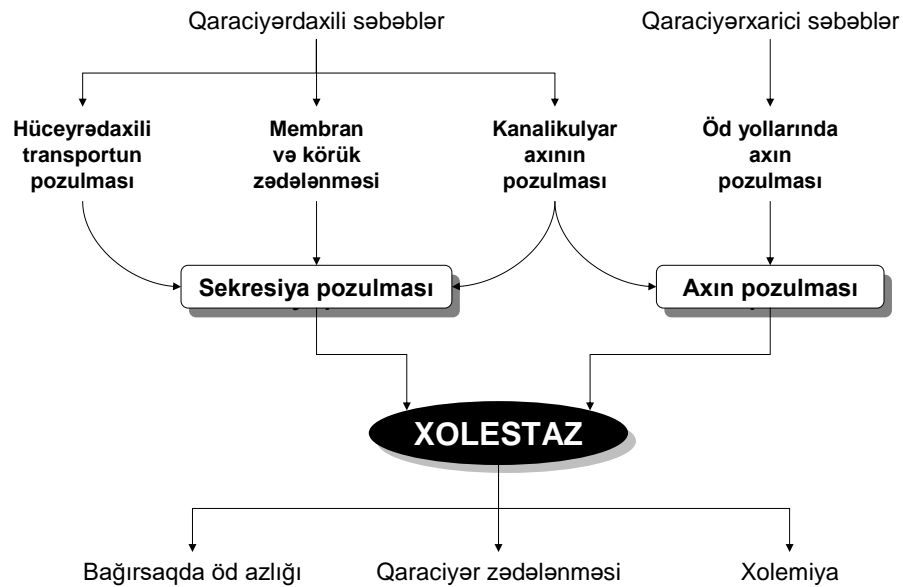 Qaraciyərdaxili səbəblər
Qaraciyərxarici səbəblər
Hüceyrədaxili
transportun
pozulması
Membran
və körük
zədələnməsi
Kanalikulyar
axının
pozulması
Öd yollarında
axın
pozulması
Sekresiya pozulması
Axın pozulması
XOLESTAZ
Bağırsaqda öd azlığı
Qaraciyər zədələnməsi
Xolemiya